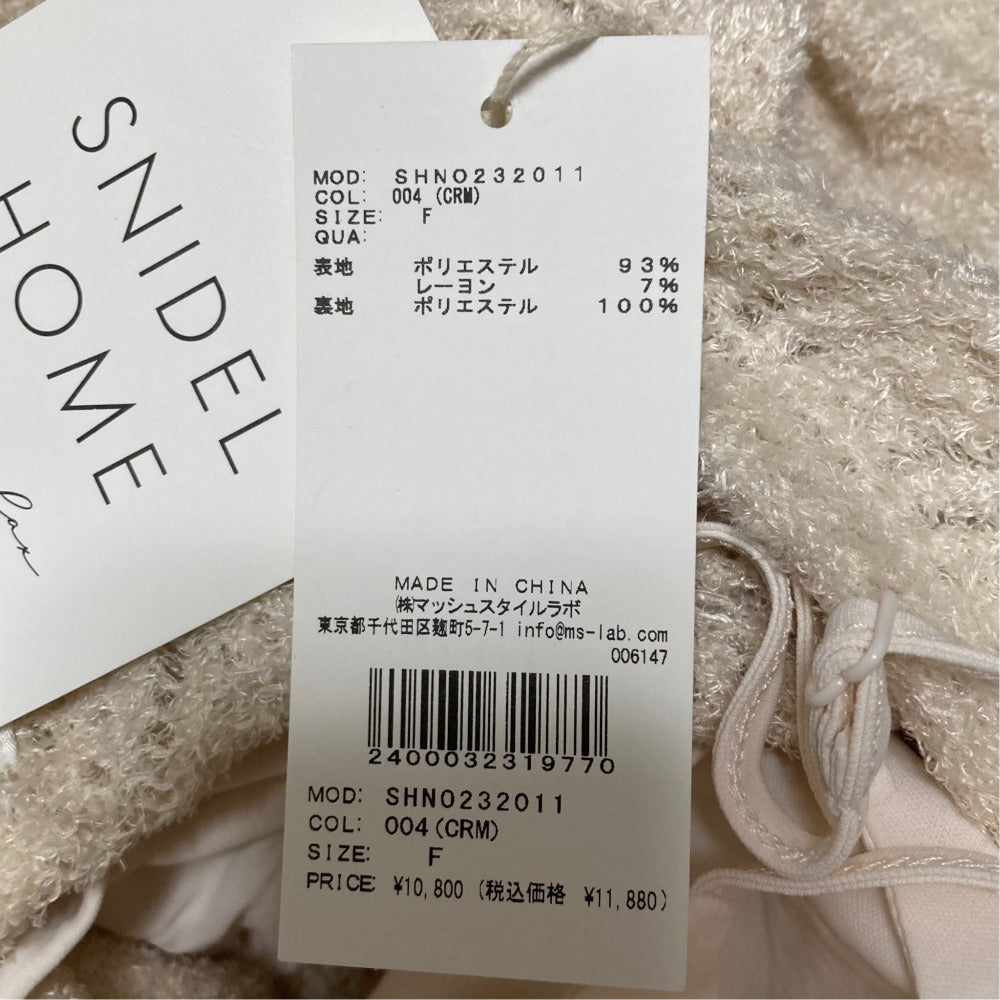 SNIDEL
HOME
MOD: SHNO232011
COL: 004 (CRM)
SIZE: F
QUA:
表地 ポリエステル 93%
レーヨン 7%
裏地 ポリエステル 100%
MADE IN CHINA
㈱マッシュスタイルラボ
東京都千代田区麹町5-7-1 info@ms-lab.com
006147
2400032319770
MOD: SHNO232011
COL: 004(CRM)
SIZE: F
PRICE: ¥10,800 (税込価格 ¥11,880)